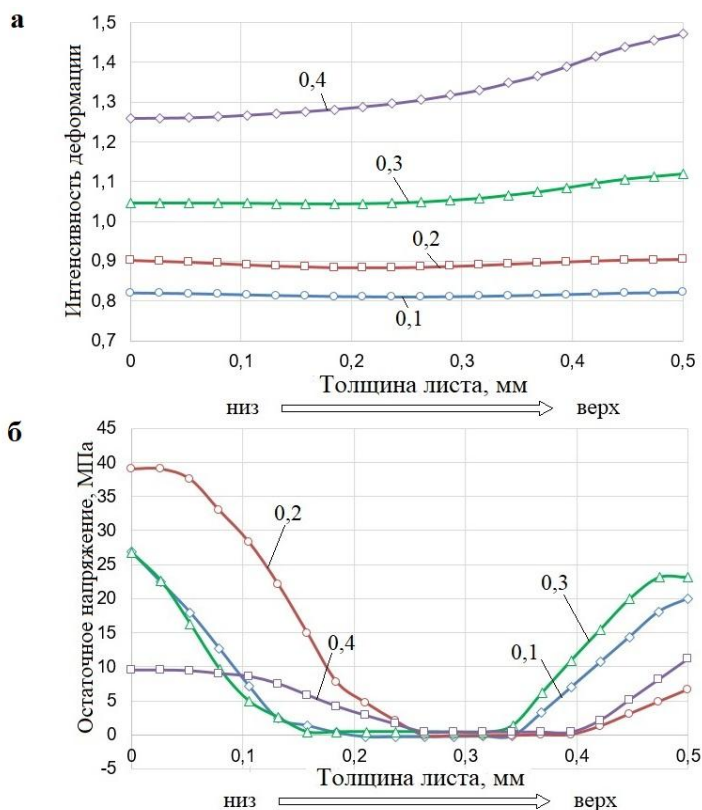 а
Интенсивность деформации
1,5
1,4
1,3
1,2
1,1
1,0
0,9
0,8
0,7
0,4
0,3
0,2
0,1
0 0,1 0,2 0,3 0,4 0,5
Толщина листа, мм
низ верх
б
Остаточное напряжение, МПа
45
40
35
30
25
20
15
10
5
0
-5
0,2
0,4
0,3
0,1
0 0,1 0,2 0,3 0,4 0,5
Толщина листа, мм
низ верх